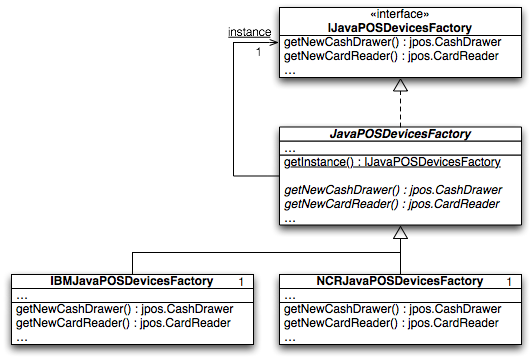 «interface»
IJavaPOSDevicesFactory
getNewCashDrawer() : jpos.CashDrawer
getNewCardReader() : jpos.CardReader
...
instance
1
JavaPOSDevicesFactory
...
getInstance() : IJavaPOSDevicesFactory
getNewCashDrawer() : jpos.CashDrawer
getNewCardReader() : jpos.CardReader
...
IBMJavaPOSDevicesFactory 1
...
getNewCashDrawer() : jpos.CashDrawer
getNewCardReader() : jpos.CardReader
...
NCRJavaPOSDevicesFactory 1
...
getNewCashDrawer() : jpos.CashDrawer
getNewCardReader() : jpos.CardReader
...